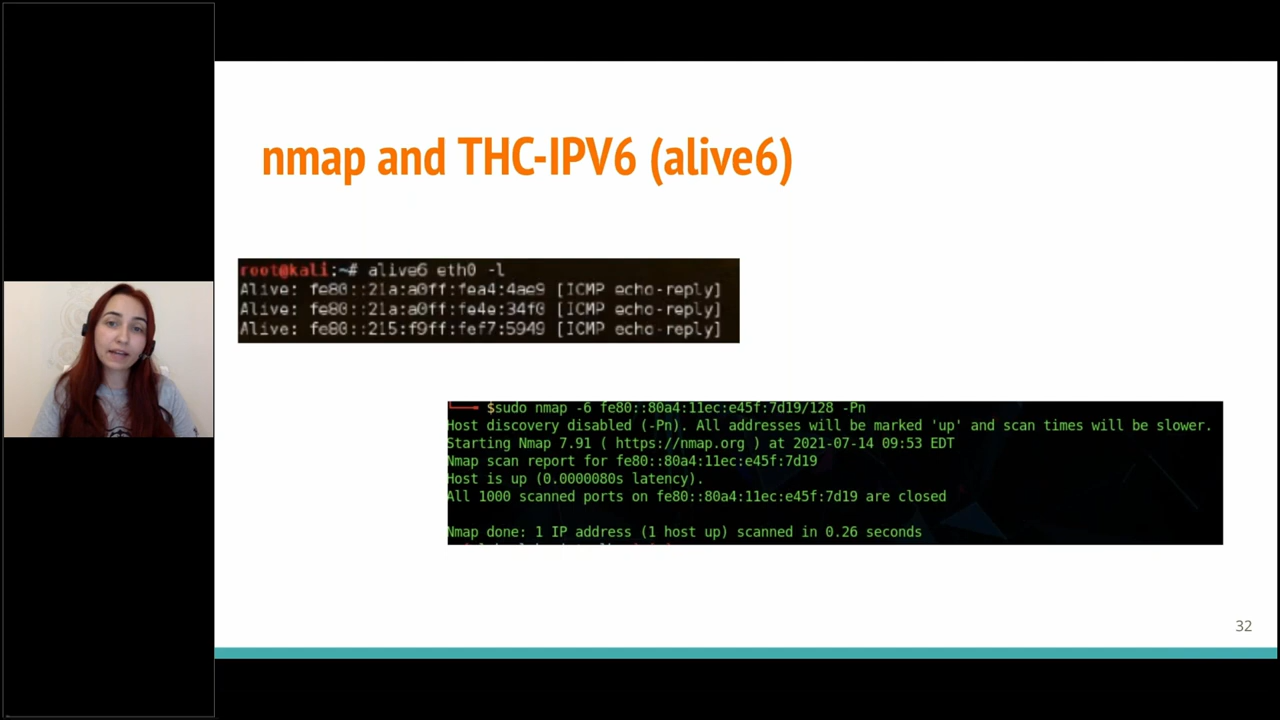 nmap and THC-IPV6 (alive6)
root@kali:~# alive6 eth0 -l
Alive: fe80::21a:a0ff:fea4:4ae9 [ICMP echo-reply]
Alive: fe80::21a:a0ff:fe4e:34f0 [ICMP echo-reply]
Alive: fe80::215:f9ff:fef7:5949 [ICMP echo-reply]
$sudo nmap -6 fe80::80a4:11ec:e45f:7d19/128 -Pn
Host discovery disabled (-Pn). All addresses will be marked 'up' and scan times will be slower.
Starting Nmap 7.91 ( https://nmap.org ) at 2021-07-14 09:53 EDT
Nmap scan report for fe80::80a4:11ec:e45f:7d19
Host is up (0.0000080s latency).
All 1000 scanned ports on fe80::80a4:11ec:e45f:7d19 are closed
Nmap done: 1 IP address (1 host up) scanned in 0.26 seconds
32